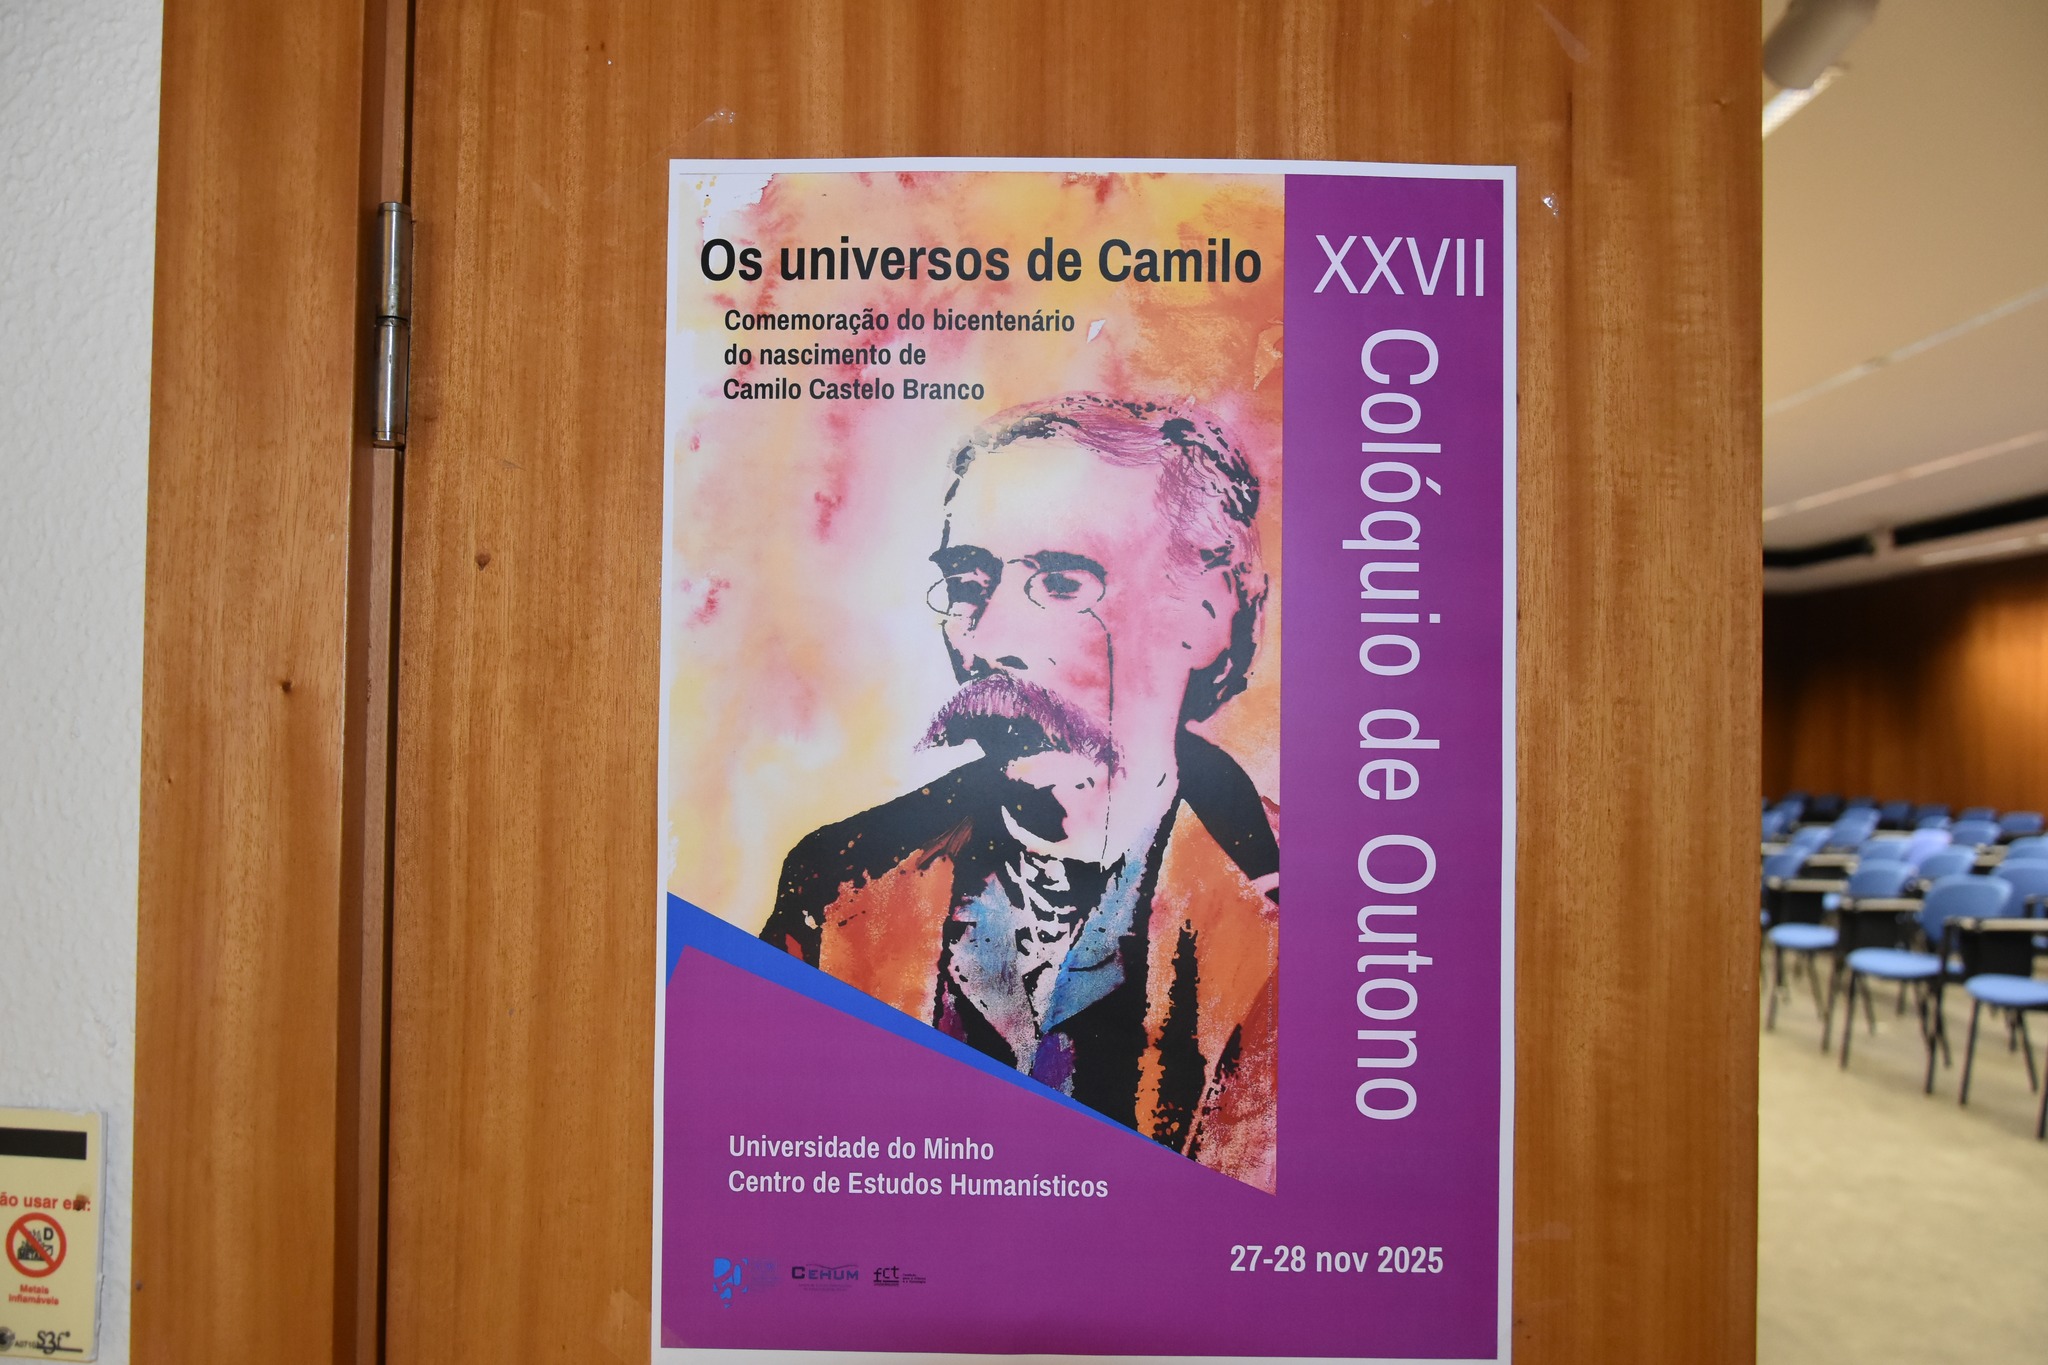 Os universos de Camilo
Comemoração do bicentenário
do nascimento de
Camilo Castelo Branco
XXVII
Colóquio de Outono
Universidade do Minho
Centro de Estudos Humanísticos
27-28 nov 2025
CEHUM
fct
usar em:
D
Metais
inflamáveis